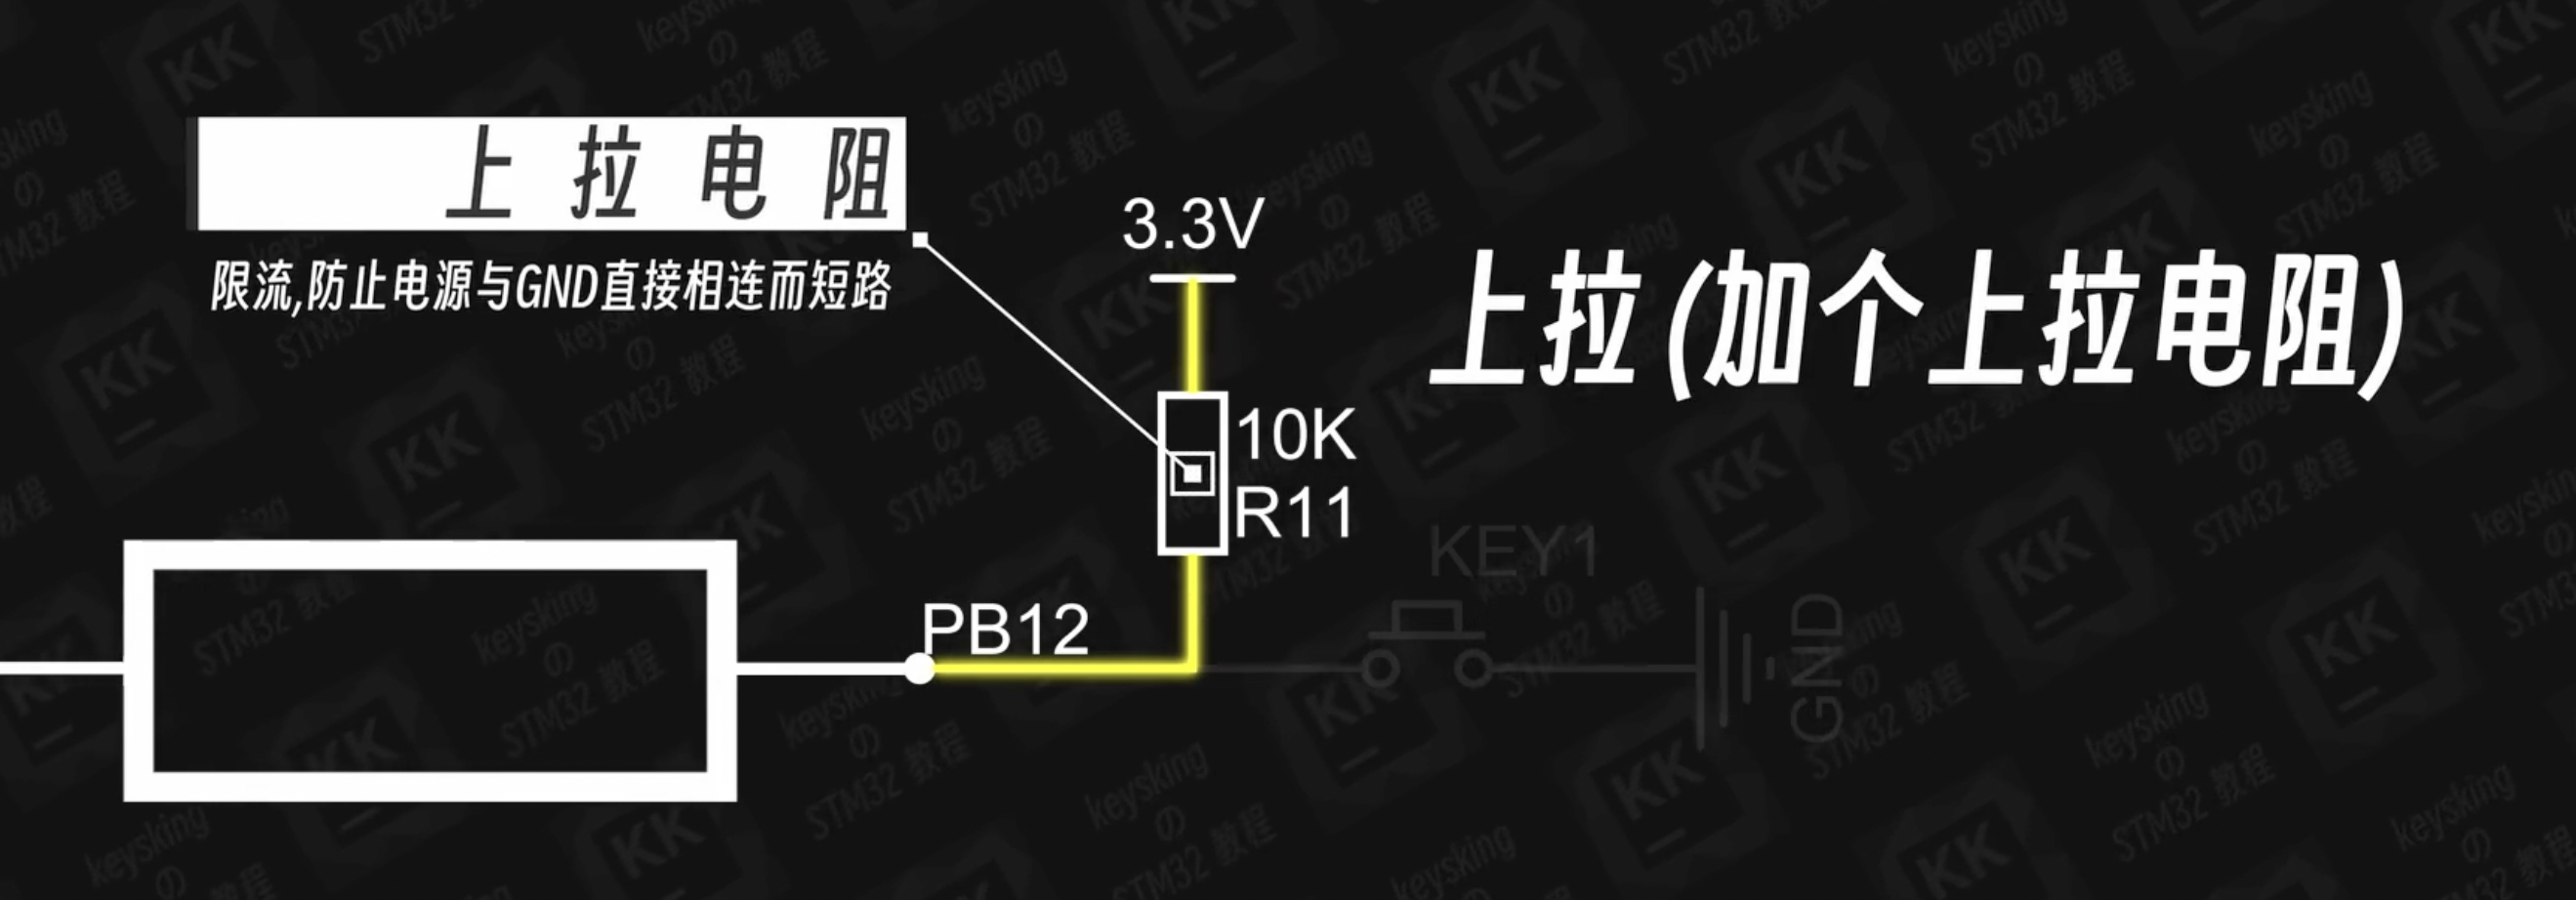 上拉电阻
限流,防止电源与GND直接相连而短路
3.3V
上拉(加个上拉电阻)
10K
R11
KEY1
PB12
GND
keysking
の
STM32 教程
KK